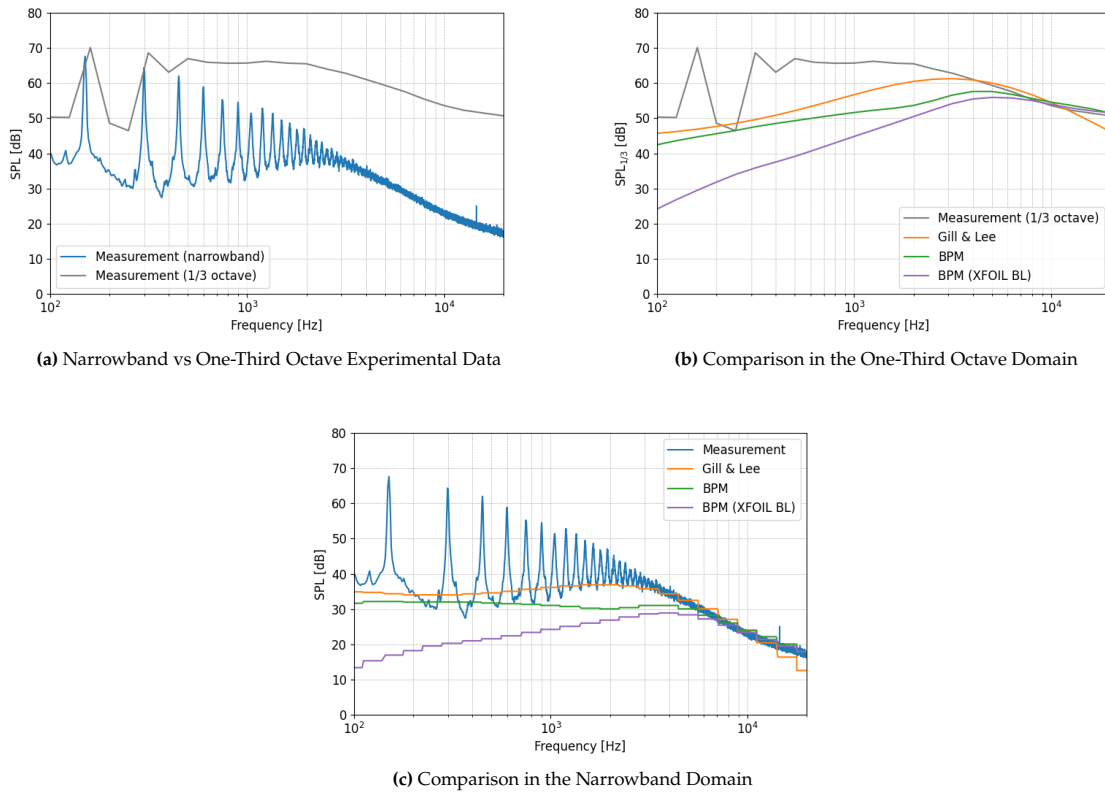 80
70
60
50
40
30
20
10
0
SPL [dB]
Measurement (narrowband)
Measurement (1/3 octave)
10² 10³ 10⁴
Frequency [Hz]
(a) Narrowband vs One-Third Octave Experimental Data
80
70
60
50
40
30
20
10
0
SPL₁/₃ [dB]
Measurement (1/3 octave)
Gill & Lee
BPM
BPM (XFOIL BL)
10² 10³ 10⁴
Frequency [Hz]
(b) Comparison in the One-Third Octave Domain
80
70
60
50
40
30
20
10
0
SPL [dB]
Measurement
Gill & Lee
BPM
BPM (XFOIL BL)
10² 10³ 10⁴
Frequency [Hz]
(c) Comparison in the Narrowband Domain